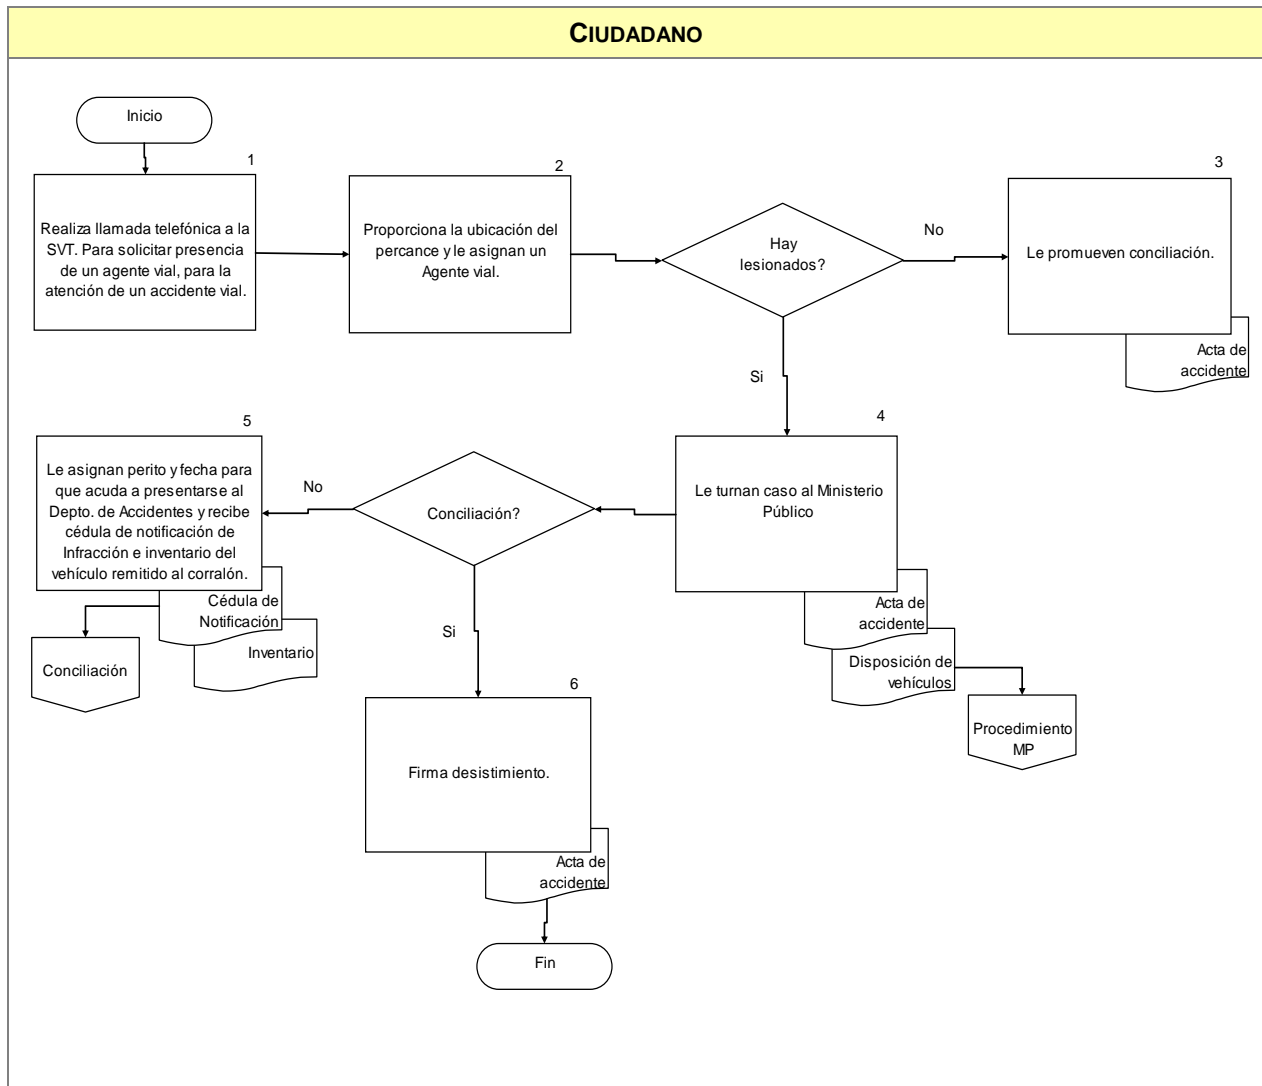 CIUDADANO
Inicio
1
Realiza llamada telefónica a la
SVT. Para solicitar presencia
de un agente vial, para la
atención de un accidente vial.
2
Proporciona la ubicación del
percance y le asignan un
Agente vial.
Hay
lesionados?
No
3
Le promueven conciliación.
Acta de
accidente
Si
4
Le turnan caso al Ministerio
Público
Acta de
accidente
Disposición de
vehículos
Procedimiento
MP
Conciliación?
No
5
Le asignan perito y fecha para
que acuda a presentarse al
Depto. de Accidentes y recibe
cédula de notificación de
Infracción e inventario del
vehículo remitido al corralón.
Cédula de
Notificación
Inventario
Conciliación
Si
6
Firma desistimiento.
Acta de
accidente
Fin